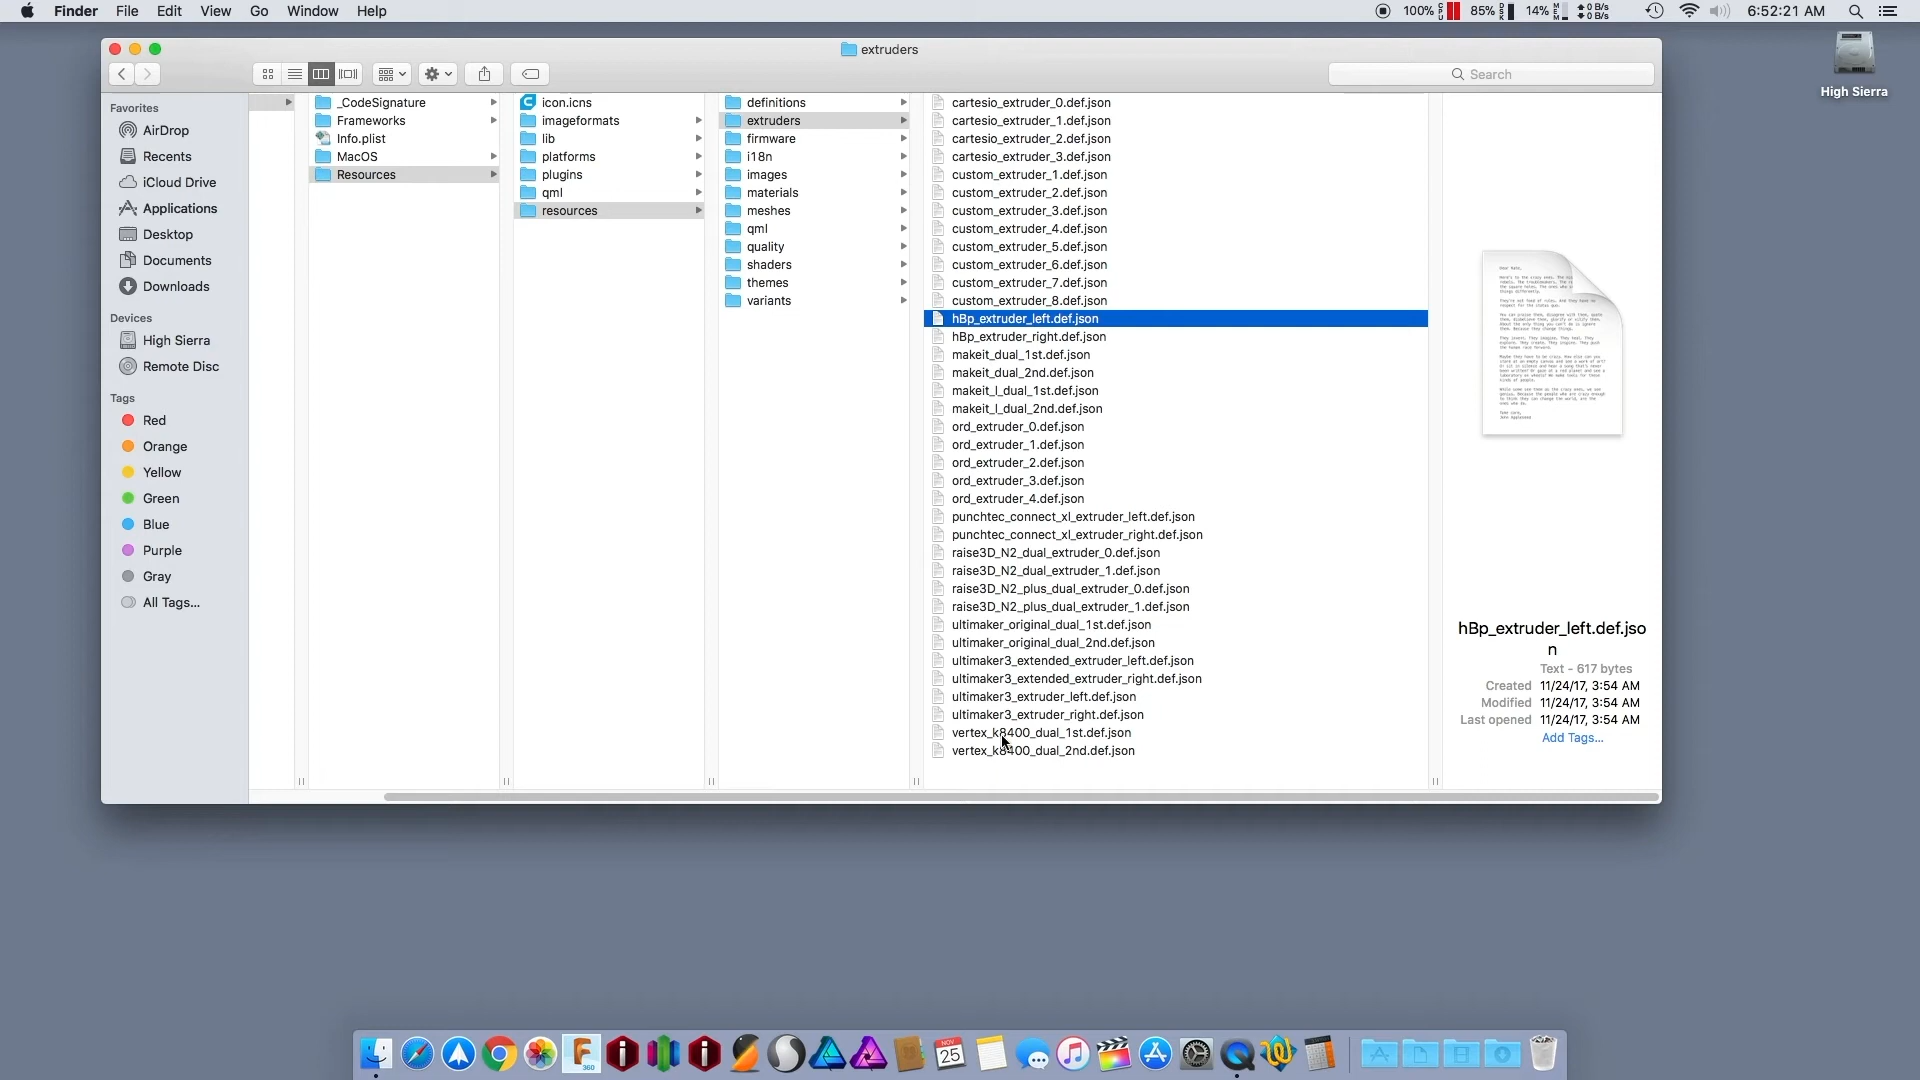 Finder File Edit View Go Window Help
100% 85% 14% 0 B/s 0 B/s 6:52:21 AM
extruders
Search
High Sierra
Favorites
AirDrop
Recents
iCloud Drive
Applications
Desktop
Documents
Downloads
Devices
High Sierra
Remote Disc
Tags
Red
Orange
Yellow
Green
Blue
Purple
Gray
All Tags...
_CodeSignature
Frameworks
Info.plist
MacOS
Resources
icon.icns
imageformats
lib
platforms
plugins
qml
resources
definitions
extruders
firmware
i18n
images
materials
meshes
qml
quality
shaders
themes
variants
cartesio_extruder_0.def.json
cartesio_extruder_1.def.json
cartesio_extruder_2.def.json
cartesio_extruder_3.def.json
custom_extruder_1.def.json
custom_extruder_2.def.json
custom_extruder_3.def.json
custom_extruder_4.def.json
custom_extruder_5.def.json
custom_extruder_6.def.json
custom_extruder_7.def.json
custom_extruder_8.def.json
hBp_extruder_left.def.json
hBp_extruder_right.def.json
makeit_dual_1st.def.json
makeit_dual_2nd.def.json
makeit_l_dual_1st.def.json
makeit_l_dual_2nd.def.json
ord_extruder_0.def.json
ord_extruder_1.def.json
ord_extruder_2.def.json
ord_extruder_3.def.json
ord_extruder_4.def.json
punchtec_connect_xl_extruder_left.def.json
punchtec_connect_xl_extruder_right.def.json
raise3D_N2_dual_extruder_0.def.json
raise3D_N2_dual_extruder_1.def.json
raise3D_N2_plus_dual_extruder_0.def.json
raise3D_N2_plus_dual_extruder_1.def.json
ultimaker_original_dual_1st.def.json
ultimaker_original_dual_2nd.def.json
ultimaker3_extended_extruder_left.def.json
ultimaker3_extended_extruder_right.def.json
ultimaker3_extruder_left.def.json
ultimaker3_extruder_right.def.json
vertex_k8400_dual_1st.def.json
vertex_k8400_dual_2nd.def.json
hBp_extruder_left.def.jso
n
Text - 617 bytes
Created 11/24/17, 3:54 AM
Modified 11/24/17, 3:54 AM
Last opened 11/24/17, 3:54 AM
Add Tags...
360
NOV
25